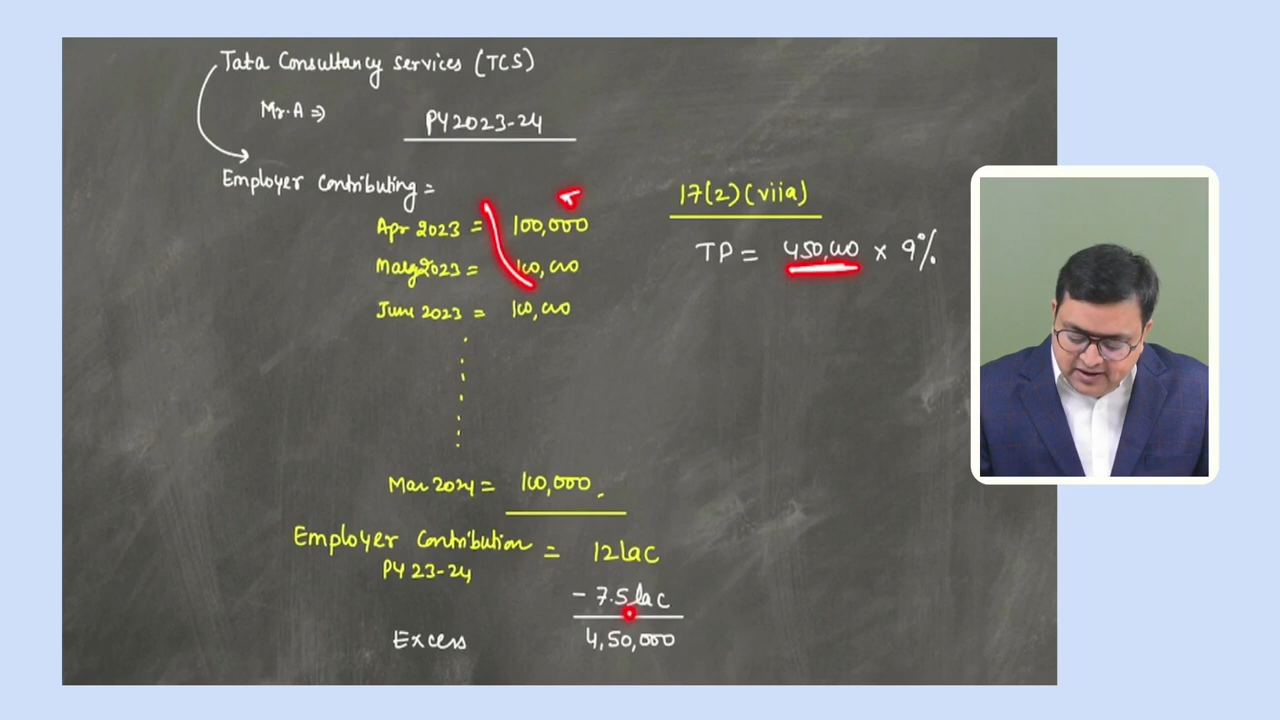 Tata Consultancy Services (TCS)
Mr. A ⇒
PY 2023-24
Employer Contributing =
Apr 2023 = 100,000
2023 = 100,000
June 2023 = 100,000
Mar 2024 = 100,000
Employer Contribution = 12 lac
PY 23-24
- 7.5 lac
Excess 4,50,000
17(2)(viia)
TP = 450,000 × 9%